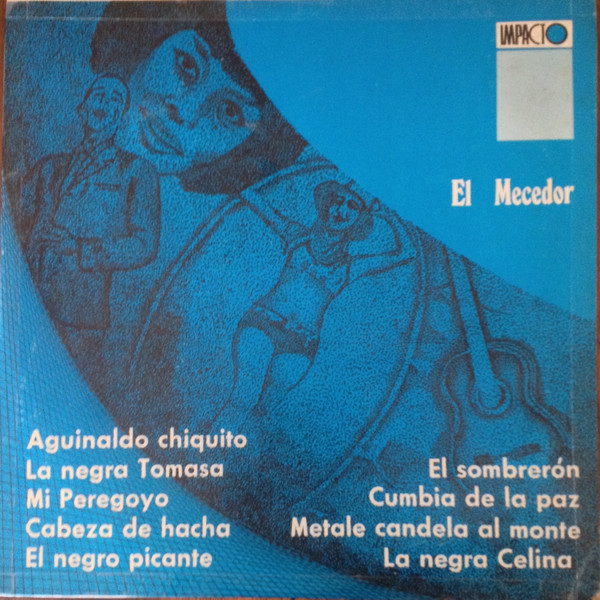 IMPACTO
El Mecedor
Aguinaldo chiquito
La negra Tomasa
Mi Peregoyo
Cabeza de hacha
El negro picante
El sombrerón
Cumbia de la paz
Metale candela al monte
La negra Celina